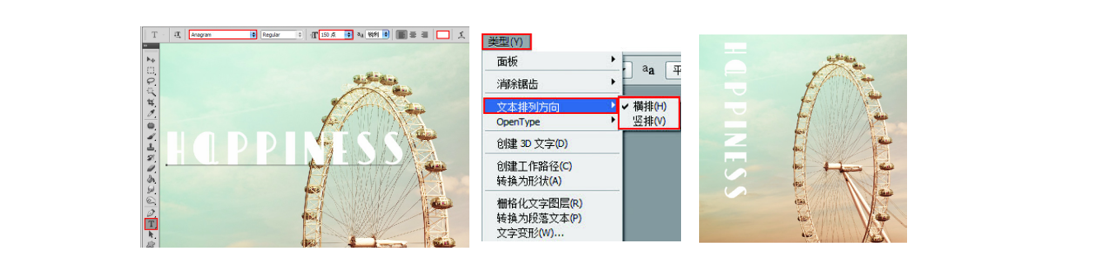 T
Anagram
Regular
150 点
aa
锐利
HAPPINESS
T
类型(Y)
面板
消除锯齿
文本排列方向
OpenType
创建 3D 文字(D)
创建工作路径(C)
转换为形状(A)
栅格化文字图层(R)
转换为段落文本(P)
文字变形(W)...
aa
平
✓ 横排(H)
竖排(V)
HAPPINESS